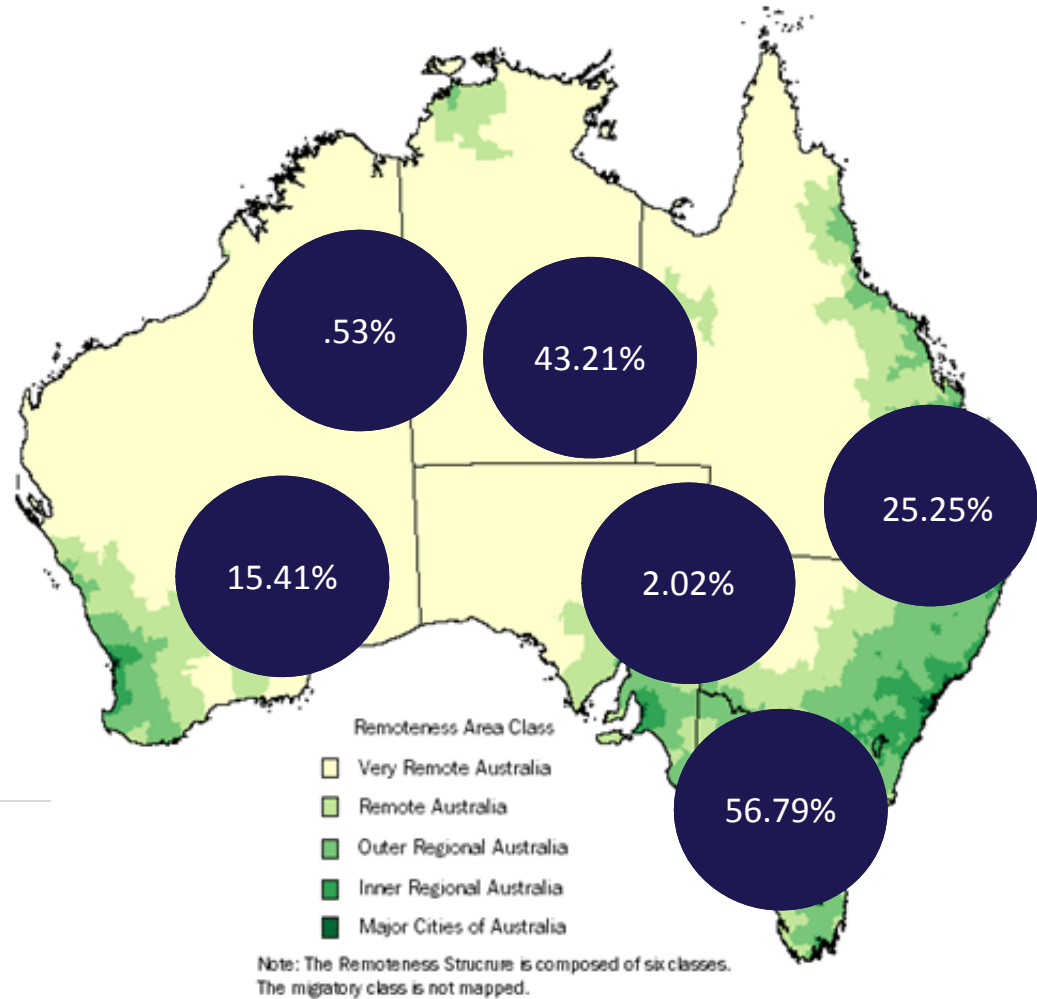 .53%
43.21%
25.25%
15.41%
2.02%
56.79%
Remoteness Area Class
Very Remote Australia
Remote Australia
Outer Regional Australia
Inner Regional Australia
Major Cities of Australia
Note: The Remoteness Strucrure is composed of six classes.
The migratory class is not mapped.